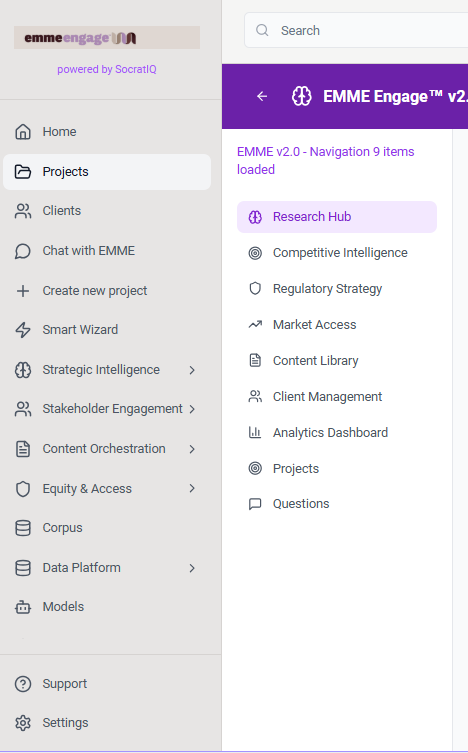 emmeengage
powered by SocratIQ
Home
Projects
Clients
Chat with EMME
Create new project
Smart Wizard
Strategic Intelligence
Stakeholder Engagement
Content Orchestration
Equity & Access
Corpus
Data Platform
Models
Support
Settings
Search
EMME Engage™ v2.
EMME v2.0 - Navigation 9 items
loaded
Research Hub
Competitive Intelligence
Regulatory Strategy
Market Access
Content Library
Client Management
Analytics Dashboard
Projects
Questions